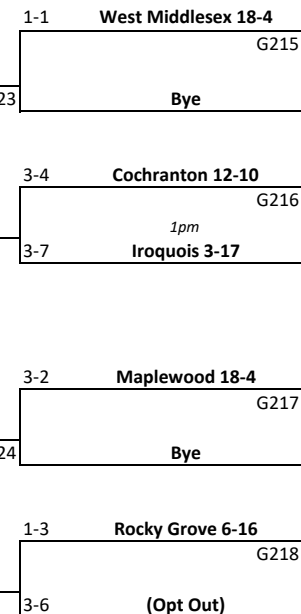 1-1 West Middlesex 18-4
G215
23 Bye
3-4 Cochranton 12-10
G216
1pm
3-7 Iroquois 3-17
3-2 Maplewood 18-4
G217
24 Bye
1-3 Rocky Grove 6-16
G218
3-6 (Opt Out)